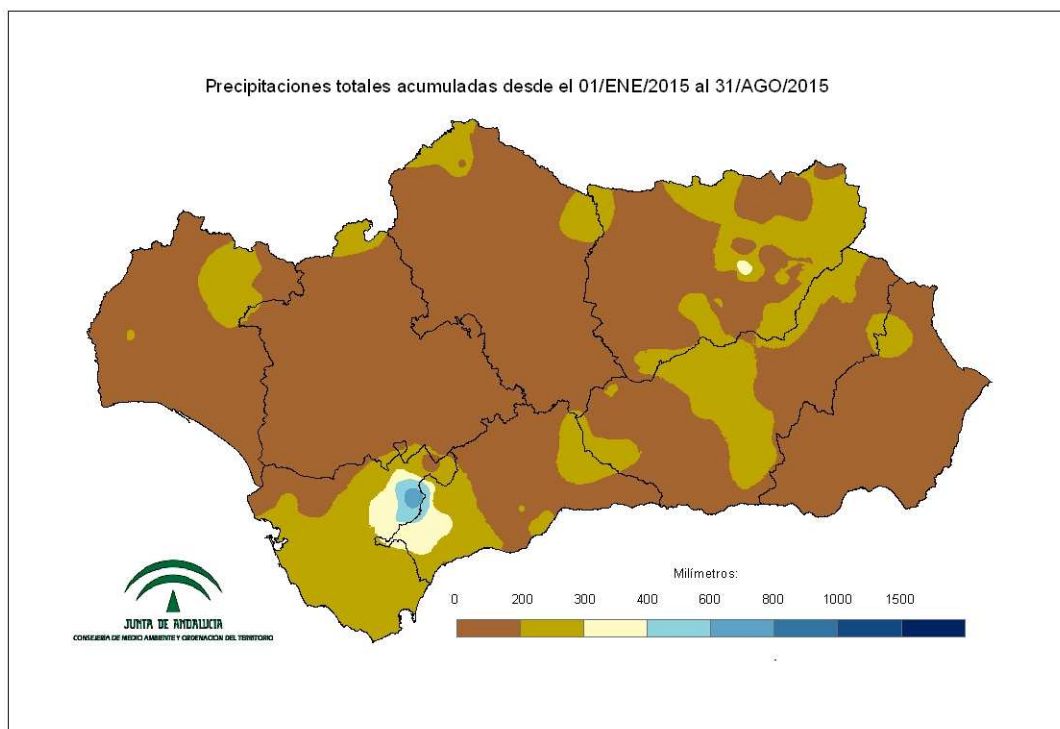 Precipitaciones totales acumuladas desde el 01/ENE/2015 al 31/AGO/2015
Milímetros:
0 200 300 400 600 800 1000 1500
JUNTA DE ANDALUCIA
CONSEJERÍA DE MEDIO AMBIENTE Y ORDENACIÓN DEL TERRITORIO